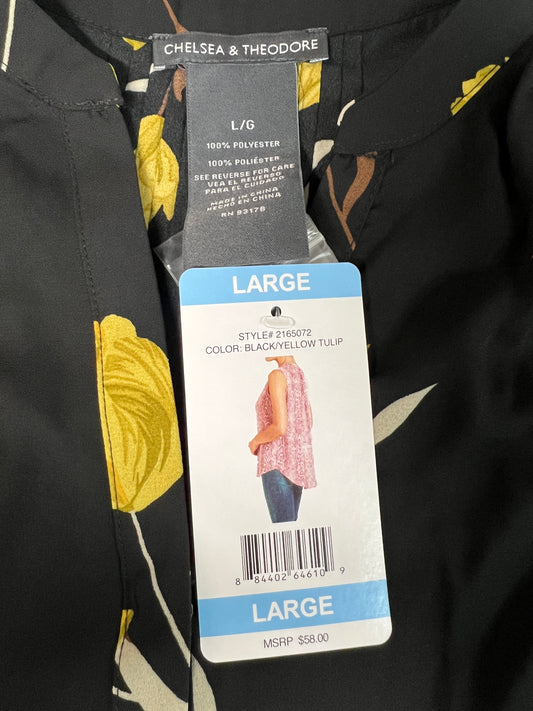 CHELSEA & THEODORE
L/G
100% POLYESTER
100% POLIÉSTER
SEE REVERSE FOR CARE
VEA EL REVERSO
PARA EL CUIDADO
MADE IN CHINA
HECHO EN CHINA
RN 93178
LARGE
STYLE# 2165072
COLOR: BLACK/YELLOW TULIP
8 84402 64610 9
LARGE
MSRP $58.00